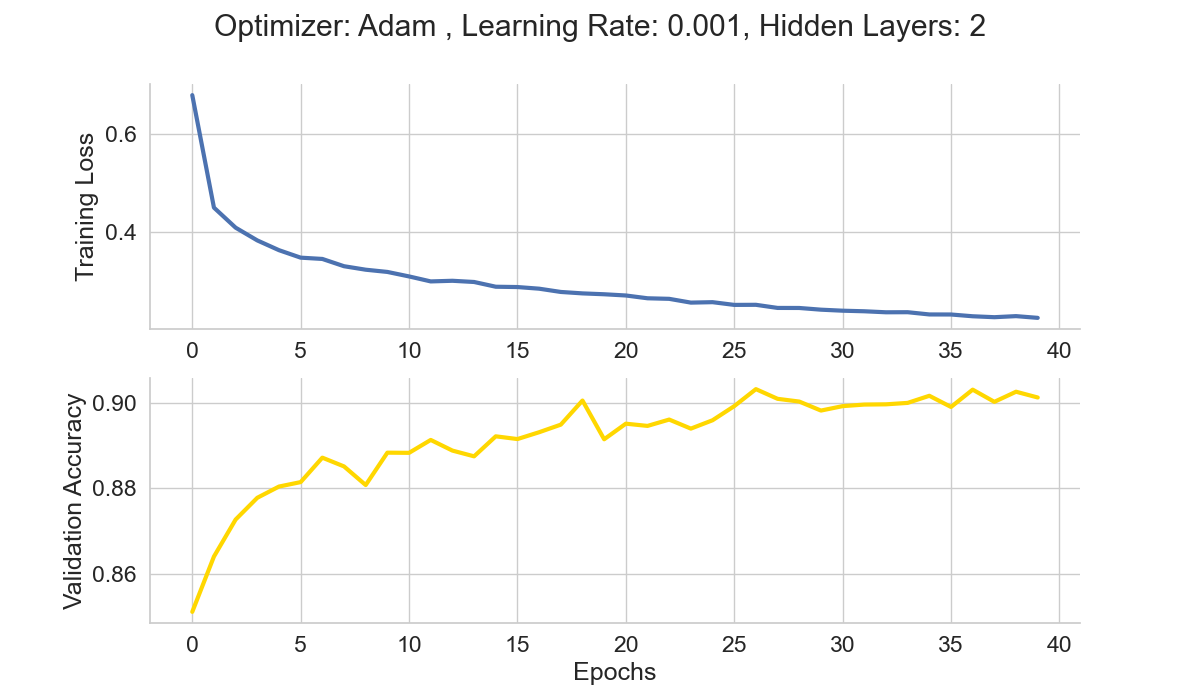 Optimizer: Adam , Learning Rate: 0.001, Hidden Layers: 2
Training Loss
0.6
0.4
0 5 10 15 20 25 30 35 40
Validation Accuracy
0.90
0.88
0.86
0 5 10 15 20 25 30 35 40
Epochs